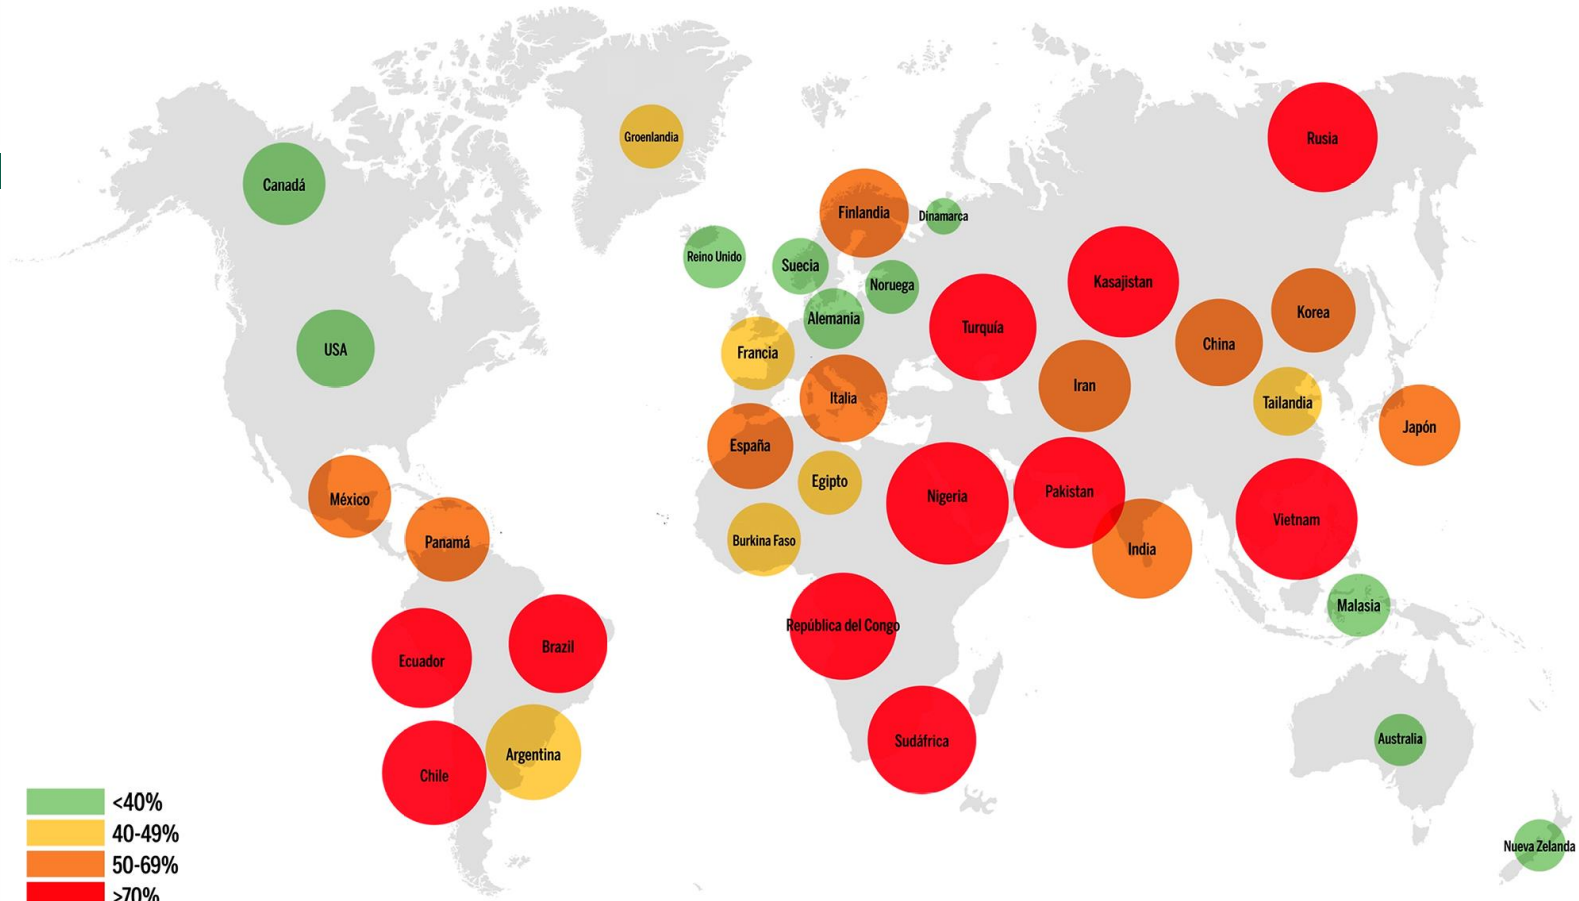 Groenlandia
Rusia
Canadá
Finlandia
Dinamarca
Reino Unido
Suecia
Noruega
Kasajistan
Alemania
Turquía
Korea
China
USA
Francia
Iran
Italia
Tailandia
Japón
España
Egipto
Nigeria
Pakistan
México
Vietnam
Panamá
Burkina Faso
India
Malasia
República del Congo
Brazil
Ecuador
Sudáfrica
Australia
Argentina
Chile
Nueva Zelanda
<40%
40-49%
50-69%
>70%